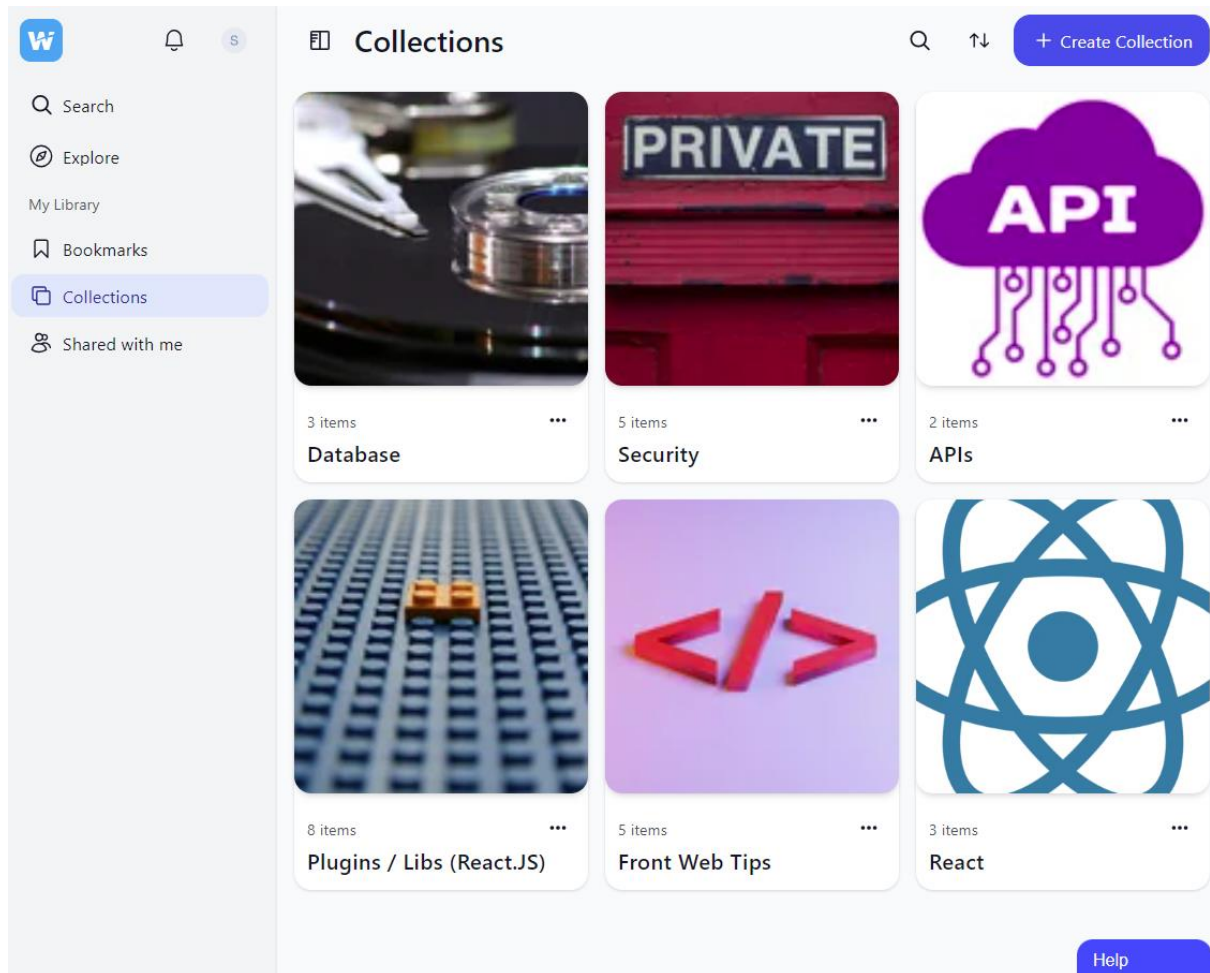 W
S
Collections
+ Create Collection
Search
Explore
My Library
Bookmarks
Collections
Shared with me
PRIVATE
API
3 items
Database
5 items
Security
2 items
APIs
8 items
Plugins / Libs (React.JS)
5 items
Front Web Tips
3 items
React
Help